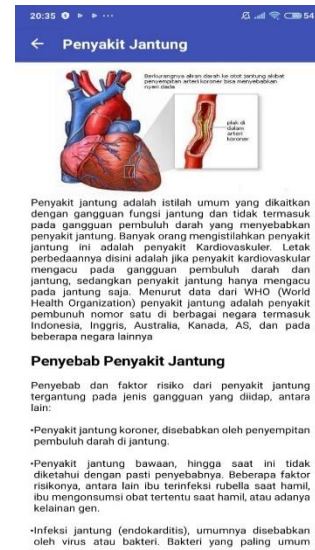 20:35
54
← Penyakit Jantung
Berkurangnya aliran darah ke otot jantung akibat
penyempitan arteri koroner bisa menyebabkan
nyeri dada
plak di
dalam
arteri
koroner
Penyakit jantung adalah istilah umum yang dikaitkan
dengan gangguan fungsi jantung dan tidak termasuk
pada gangguan pembuluh darah yang menyebabkan
penyakit jantung. Banyak orang mengistilahkan penyakit
jantung ini adalah penyakit Kardiovaskuler. Letak
perbedaannya disini adalah jika penyakit kardiovaskular
mengacu pada gangguan pembuluh darah dan
jantung, sedangkan penyakit jantung hanya mengacu
pada jantung saja. Menurut data dari WHO (World
Health Organization) penyakit jantung adalah penyakit
pembunuh nomor satu di berbagai negara termasuk
Indonesia, Inggris, Australia, Kanada, AS, dan pada
beberapa negara lainnya
Penyebab Penyakit Jantung
Penyebab dan faktor risiko dari penyakit jantung
tergantung pada jenis gangguan yang diidap, antara
lain:
•Penyakit jantung koroner, disebabkan oleh penyempitan
pembuluh darah di jantung.
•Penyakit jantung bawaan, hingga saat ini tidak
diketahui dengan pasti penyebabnya. Beberapa faktor
risikonya, antara lain ibu terinfeksi rubella saat hamil,
ibu mengonsumsi obat tertentu saat hamil, atau adanya
kelainan gen.
•Infeksi jantung (endokarditis), umumnya disebabkan
oleh virus atau bakteri. Bakteri yang paling umum